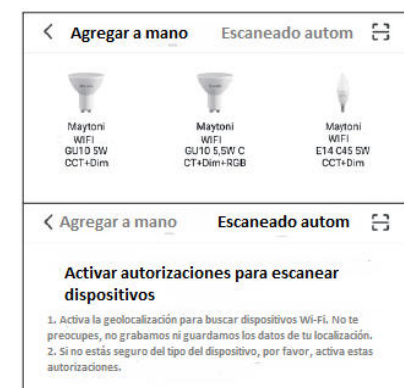 Agregar a mano Escaneado autom
Maytoni Maytoni Maytoni
WIFI WIFI WIFI
GU10 5W GU10 5,5W C E14 C45 5W
CCT+Dim CT+Dim+RGB CCT+Dim
Agregar a mano Escaneado autom
Activar autorizaciones para escanear
dispositivos
1. Activa la geolocalización para buscar dispositivos Wi-Fi. No te
preocupes, no grabamos ni guardamos los datos de tu localización.
2. Si no estás seguro del tipo del dispositivo, por favor, activa estas
autorizaciones.